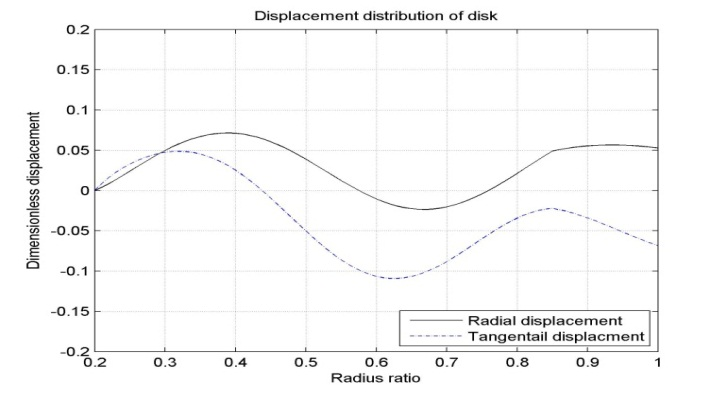 Displacement distribution of disk
0.2
0.15
0.1
0.05
0
-0.05
-0.1
-0.15
-0.2
Dimensionless displacement
Radial displacement
Tangentail displacment
0.2 0.3 0.4 0.5 0.6 0.7 0.8 0.9 1
Radius ratio